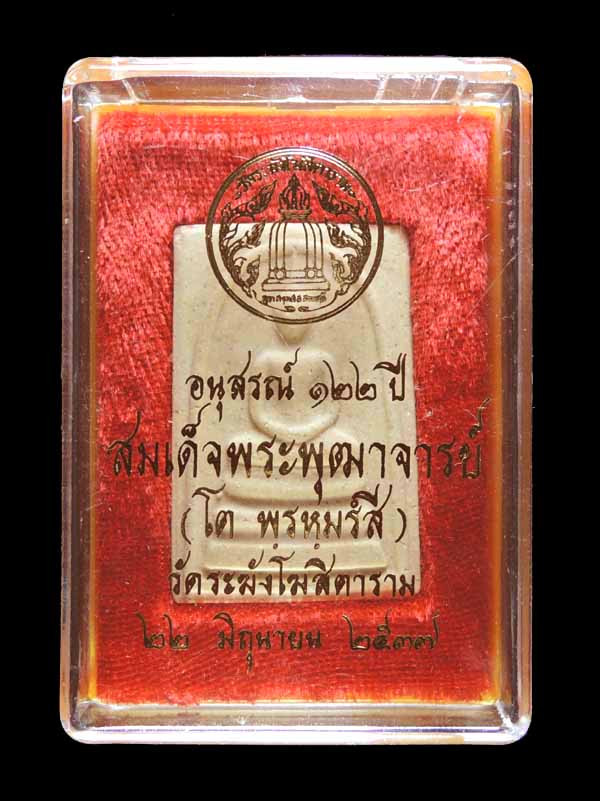 อนุสรณ์ ๑๒๒ ปี
สมเด็จพระพุฒาจารย์
(โต พฺรหฺมรํสี)
วัดระฆังโฆสิตาราม
๒๒ มิถุนายน ๒๕๓๗